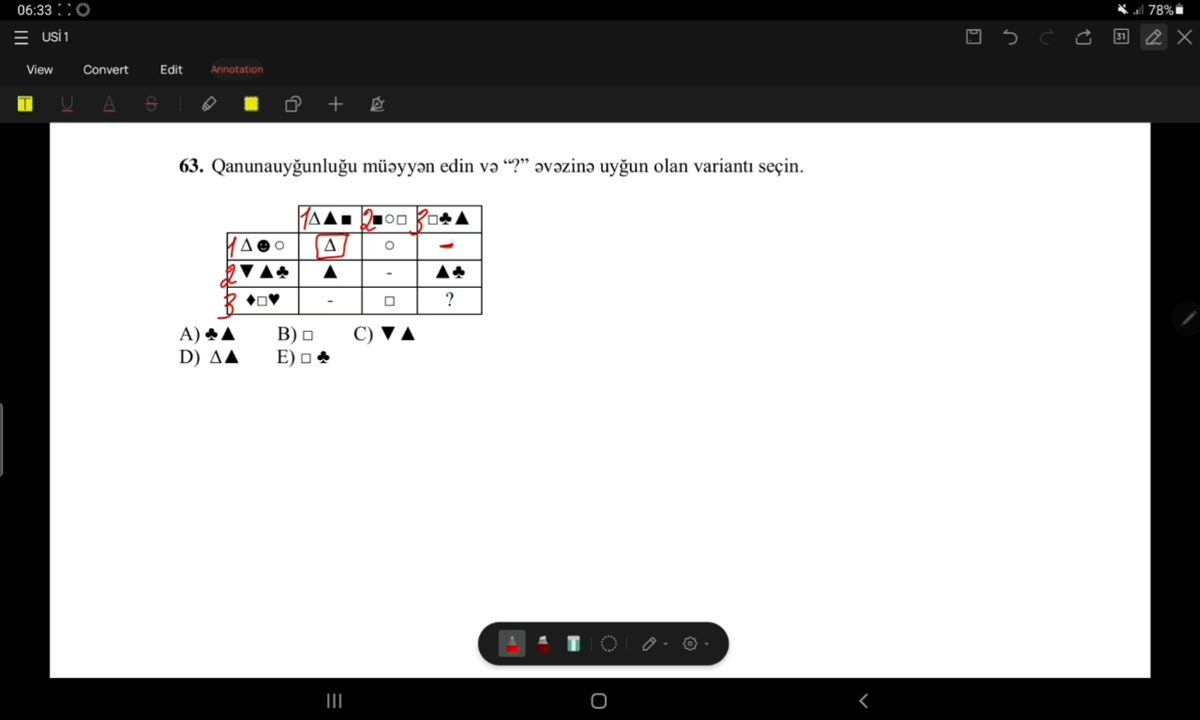 06:33 78%
USİ 1 31
View Convert Edit Annotation
T U A S
63. Qanunauyğunluğu müəyyən edin və “?” əvəzinə uyğun olan variantı seçin.
1 Δ▲■ 2 ■○□ 3 □♣▲
1 Δ☻○ Δ ○ -
2 ▼▲♣ ▲ - ▲♣
3 ♦□♥ - □ ?
A) ♣▲ B) □ C) ▼▲
D) Δ▲ E) □♣